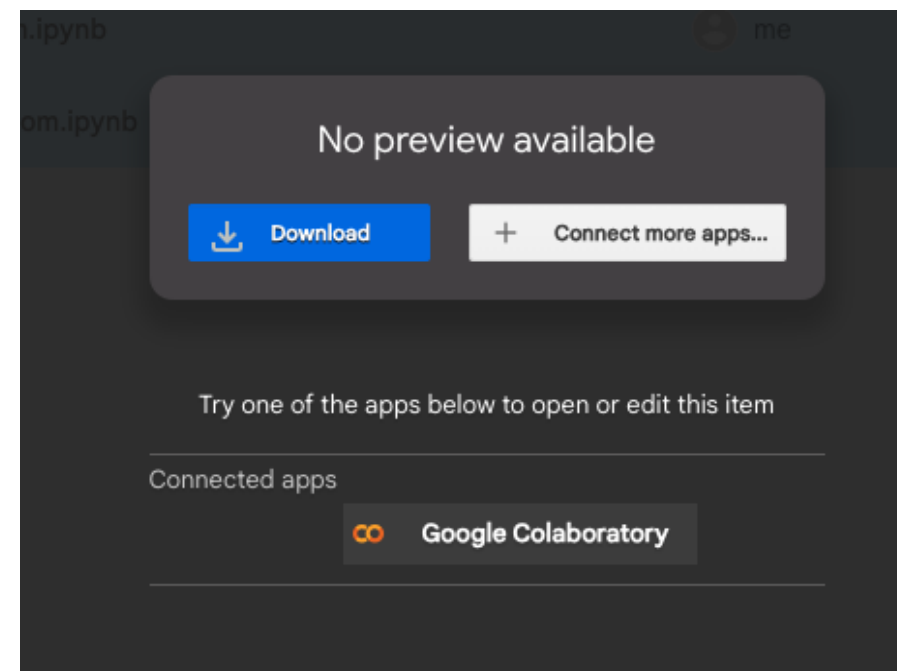 .ipynb
me
om.ipynb
No preview available
Download
Connect more apps...
Try one of the apps below to open or edit this item
Connected apps
Google Colaboratory